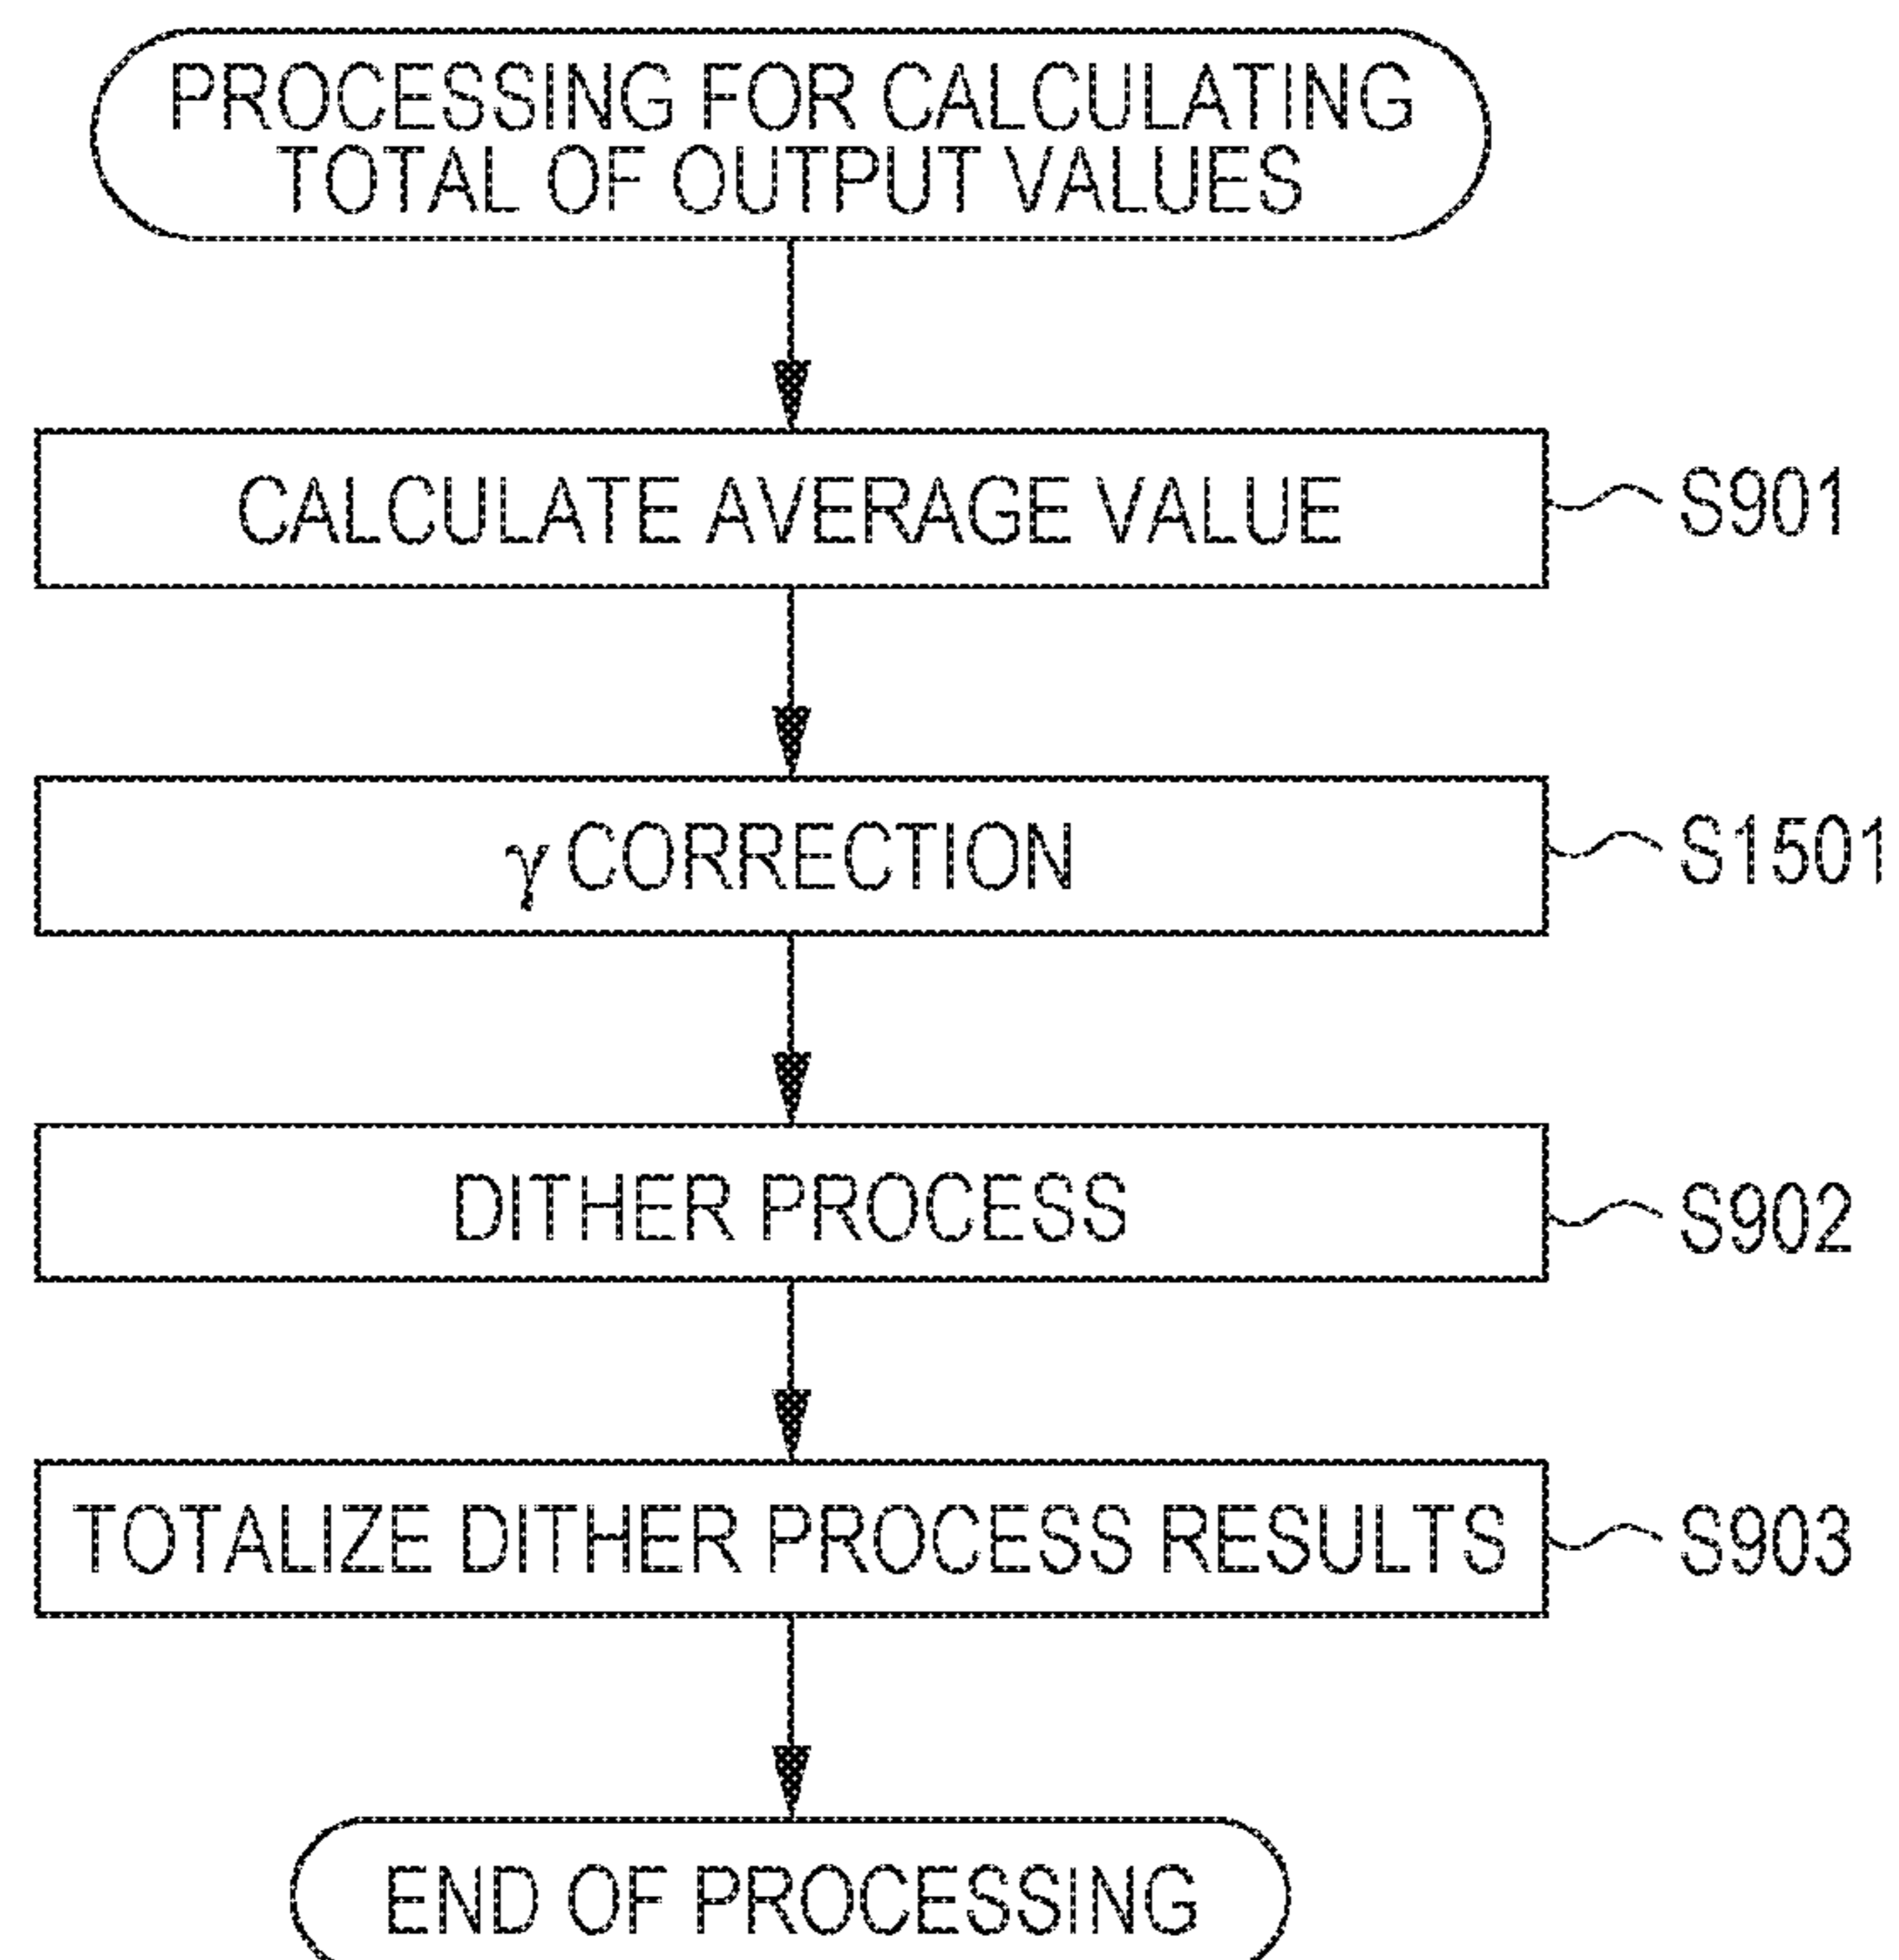 PROCESSING FOR CALCULATING
TOTAL OF OUTPUT VALUES
CALCULATE AVERAGE VALUE
S901
γ CORRECTION
S1501
DITHER PROCESS
S902
TOTALIZE DITHER PROCESS RESULTS
S903
END OF PROCESSING